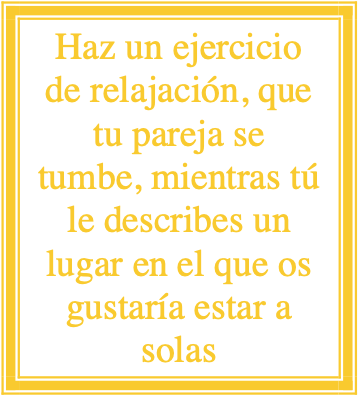 Haz un ejercicio
de relajación, que
tu pareja se
tumbe, mientras tú
le describes un
lugar en el que os
gustaría estar a
solas